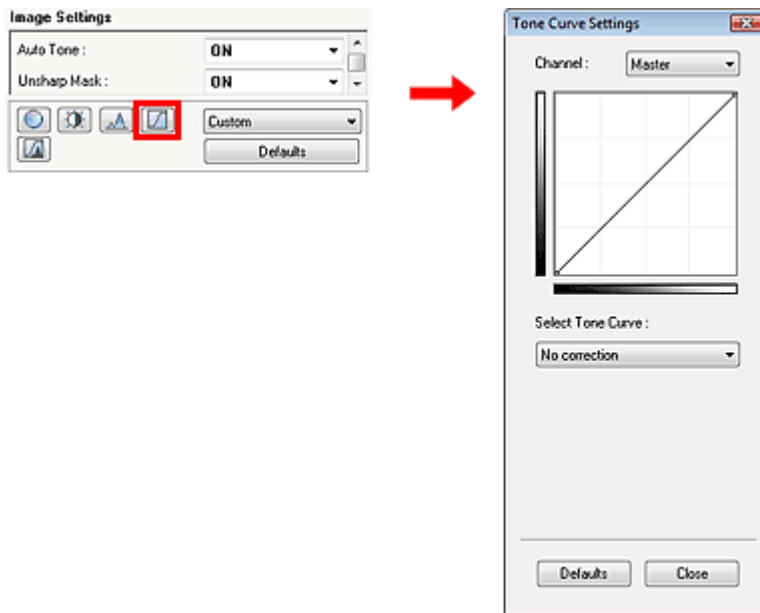 Image Settings
Auto Tone : ON
Unsharp Mask : ON
Custom
Defaults
Tone Curve Settings
Channel : Master
Select Tone Curve :
No correction
Defaults Close